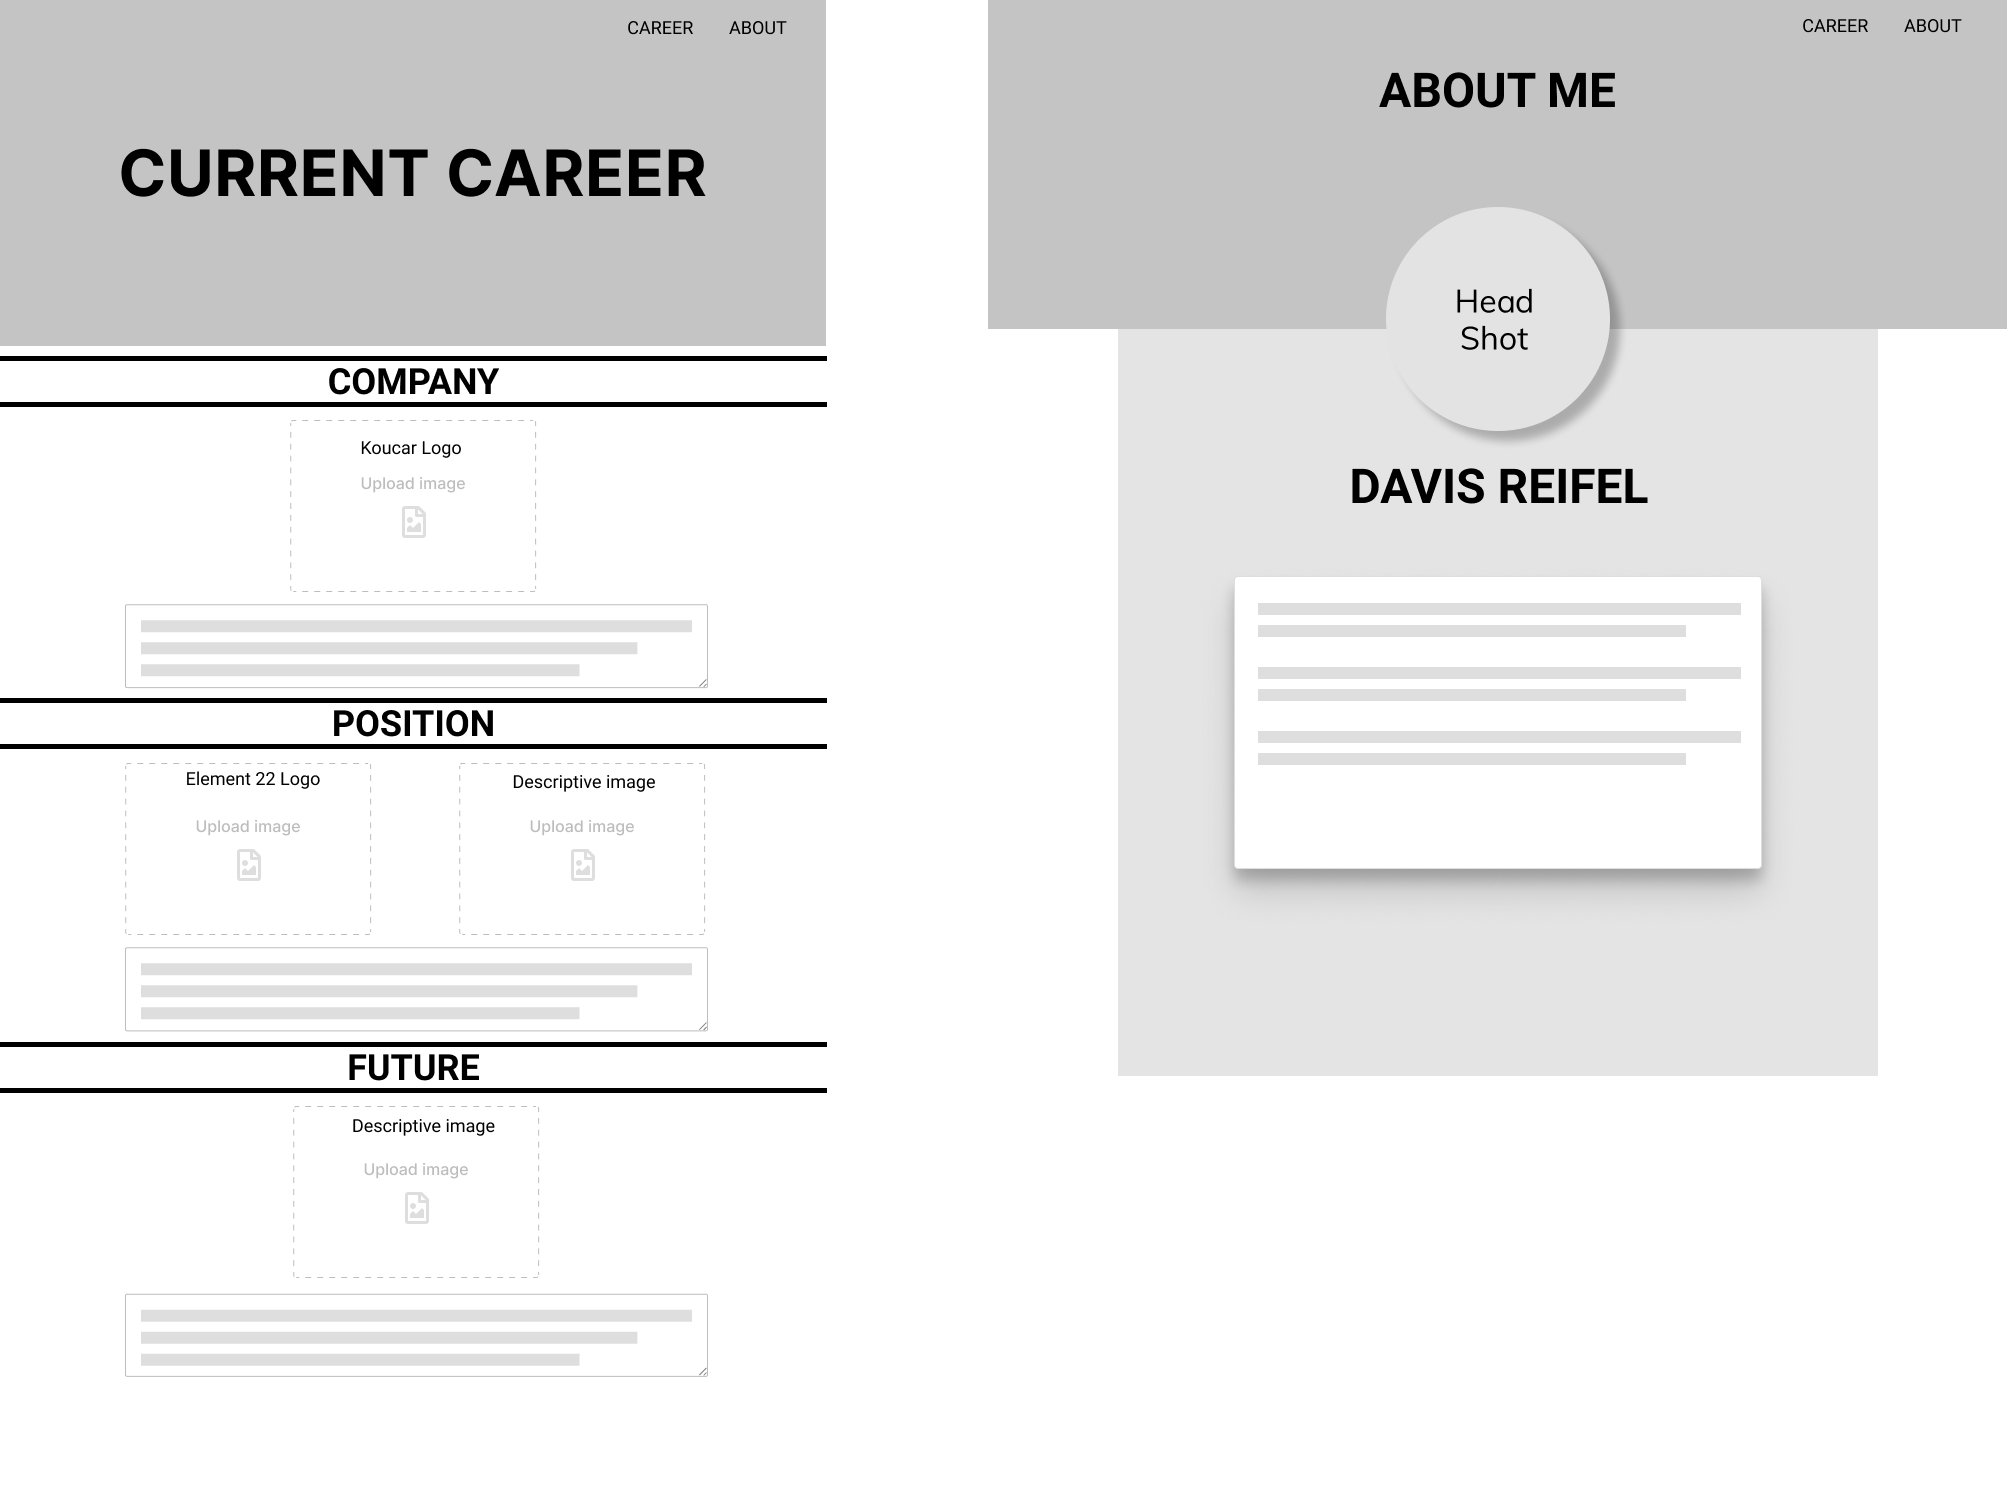 CAREER ABOUT
CURRENT CAREER
COMPANY
Koucar Logo
Upload image
POSITION
Element 22 Logo
Upload image
Descriptive image
Upload image
FUTURE
Descriptive image
Upload image
CAREER ABOUT
ABOUT ME
Head
Shot
DAVIS REIFEL